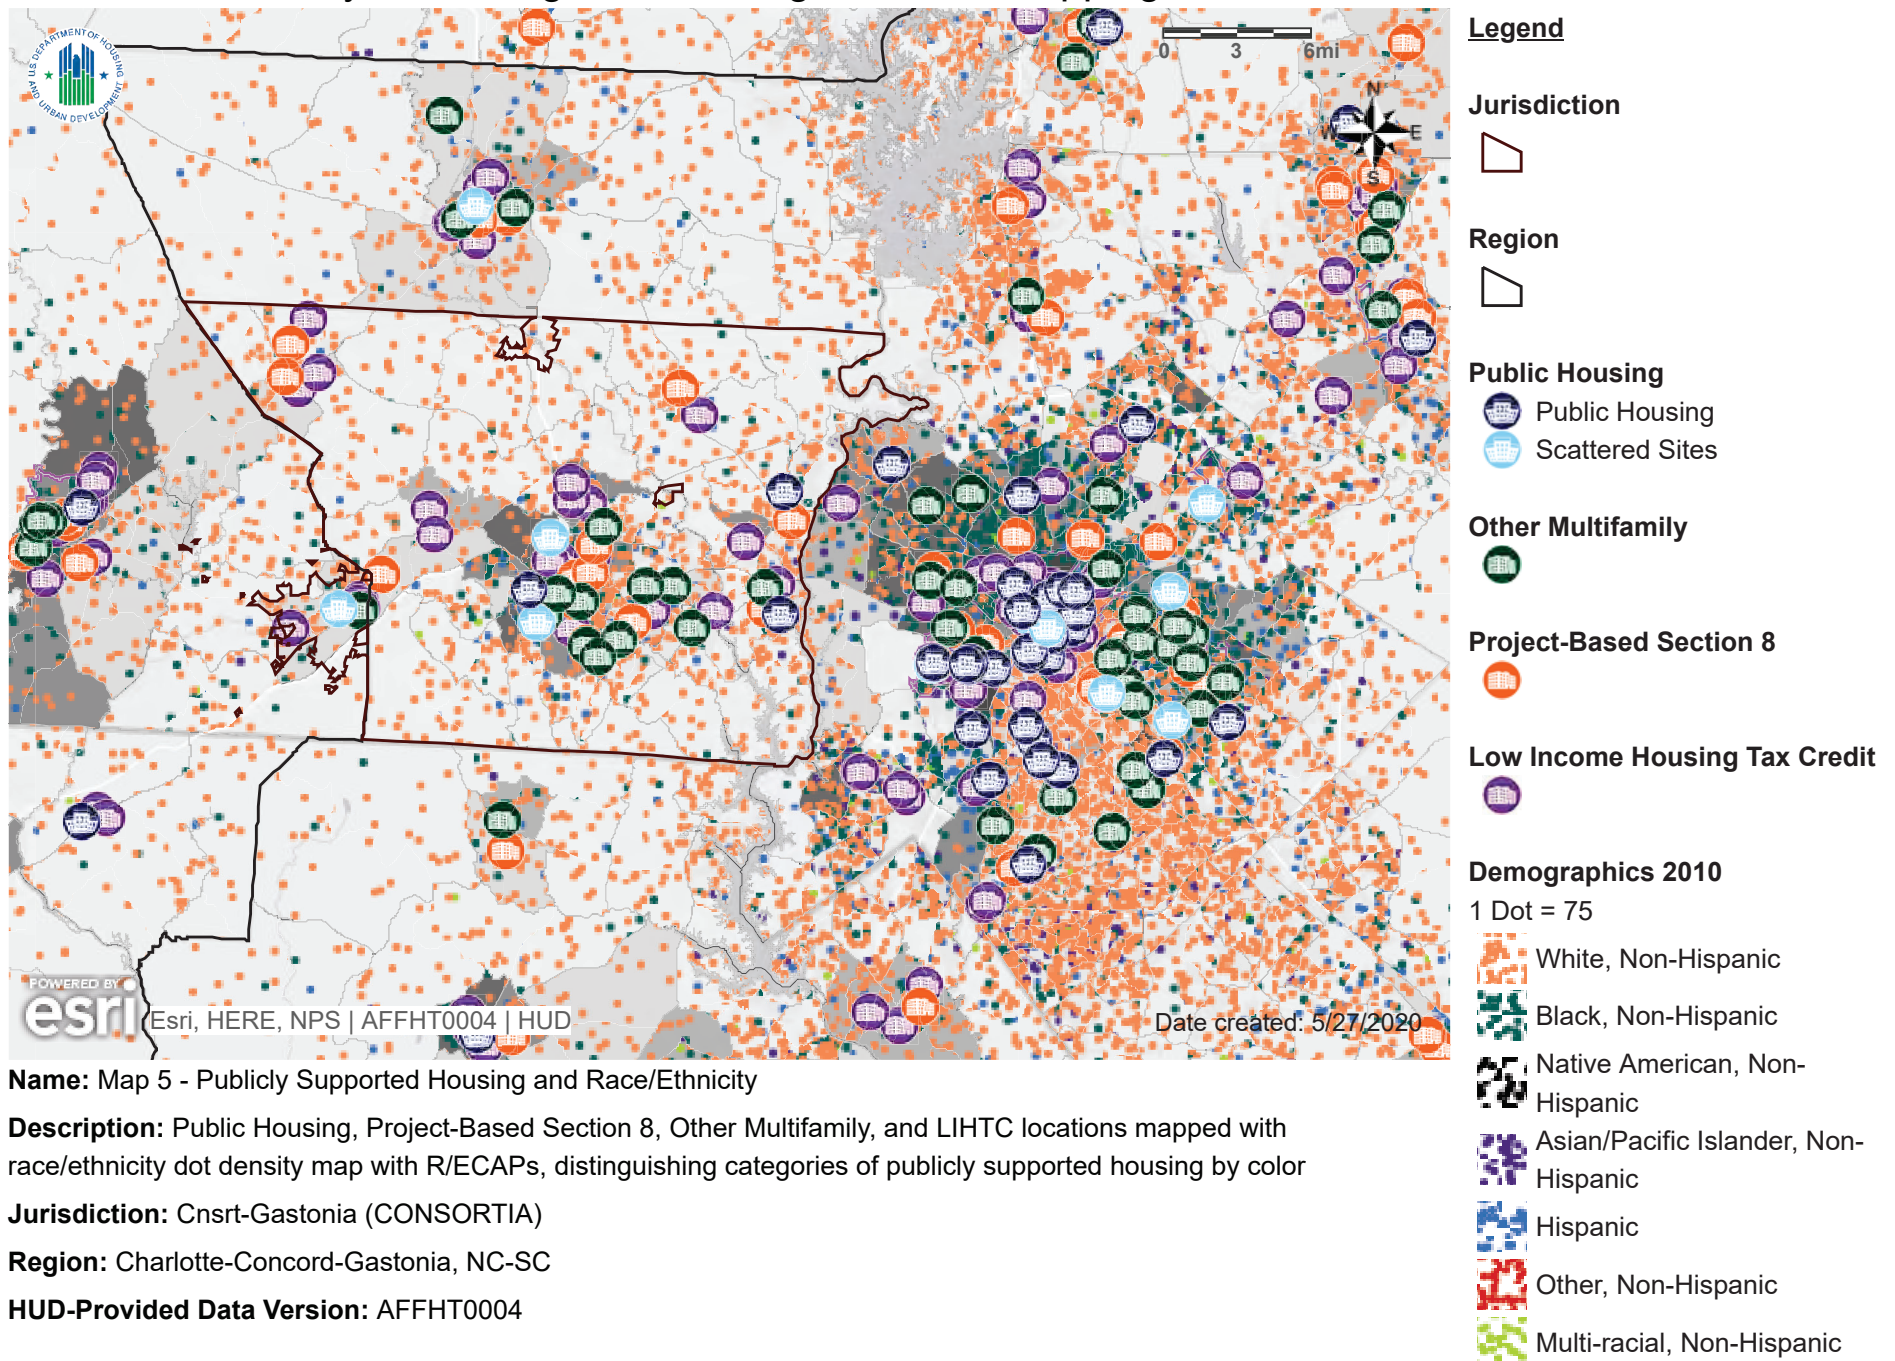 U.S. DEPARTMENT OF HOUSING
AND URBAN DEVELOPMENT
0 3 6mi
N
W E
S
POWERED BY
esri
Esri, HERE, NPS | AFFHT0004 | HUD
Date created: 5/27/2020
Name: Map 5 - Publicly Supported Housing and Race/Ethnicity
Description: Public Housing, Project-Based Section 8, Other Multifamily, and LIHTC locations mapped with
race/ethnicity dot density map with R/ECAPs, distinguishing categories of publicly supported housing by color
Jurisdiction: Cnsrt-Gastonia (CONSORTIA)
Region: Charlotte-Concord-Gastonia, NC-SC
HUD-Provided Data Version: AFFHT0004
Legend
Jurisdiction
Region
Public Housing
Public Housing
Scattered Sites
Other Multifamily
Project-Based Section 8
Low Income Housing Tax Credit
Demographics 2010
1 Dot = 75
White, Non-Hispanic
Black, Non-Hispanic
Native American, Non-
Hispanic
Asian/Pacific Islander, Non-
Hispanic
Hispanic
Other, Non-Hispanic
Multi-racial, Non-Hispanic